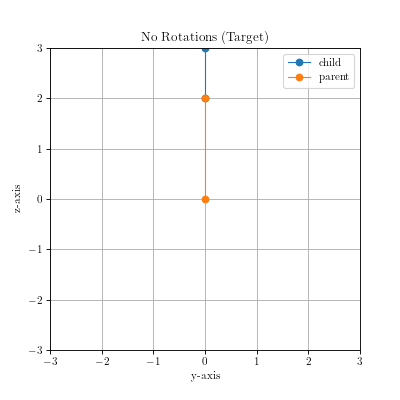 No Rotations (Target)
child
parent
3
2
1
0
−1
−2
−3
z-axis
−3 −2 −1 0 1 2 3
y-axis